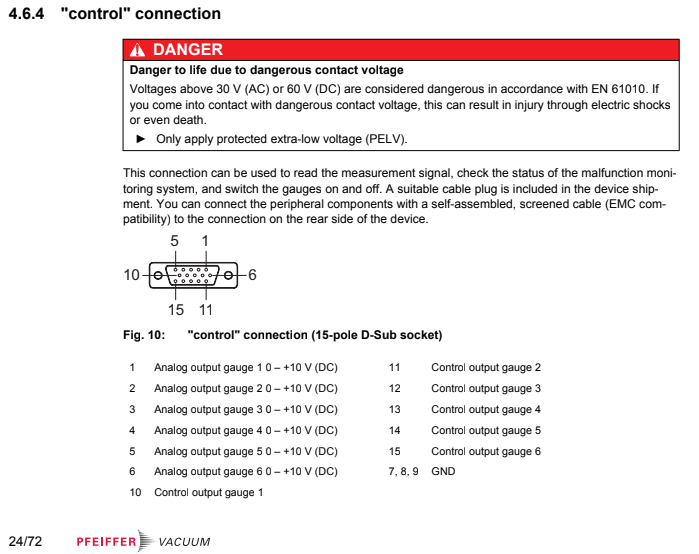 4.6.4 "control" connection
DANGER
Danger to life due to dangerous contact voltage
Voltages above 30 V (AC) or 60 V (DC) are considered dangerous in accordance with EN 61010. If
you come into contact with dangerous contact voltage, this can result in injury through electric shocks
or even death.
► Only apply protected extra-low voltage (PELV).
This connection can be used to read the measurement signal, check the status of the malfunction moni-
toring system, and switch the gauges on and off. A suitable cable plug is included in the device ship-
ment. You can connect the peripheral components with a self-assembled, screened cable (EMC com-
patibility) to the connection on the rear side of the device.
5 1
10 6
15 11
Fig. 10: "control" connection (15-pole D-Sub socket)
1 Analog output gauge 1 0 – +10 V (DC) 11 Control output gauge 2
2 Analog output gauge 2 0 – +10 V (DC) 12 Control output gauge 3
3 Analog output gauge 3 0 – +10 V (DC) 13 Control output gauge 4
4 Analog output gauge 4 0 – +10 V (DC) 14 Control output gauge 5
5 Analog output gauge 5 0 – +10 V (DC) 15 Control output gauge 6
6 Analog output gauge 6 0 – +10 V (DC) 7, 8, 9 GND
10 Control output gauge 1
24/72 PFEIFFER VACUUM